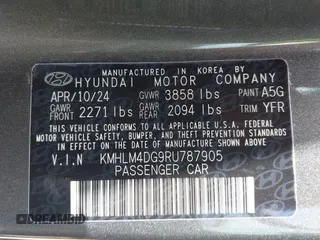 MANUFACTURED IN KOREA BY
HYUNDAI MOTOR COMPANY
APR/10/24 GVWR 3858 lbs PAINT A5G
GAWR FRT 2271 lbs GAWR RR 2094 lbs TRIM YFR
THIS VEHICLE CONFORMS TO ALL APPLICABLE U.S. FEDERAL
MOTOR VEHICLE SAFETY, BUMPER, AND THEFT PREVENTION
STANDARDS IN EFFECT ON THE DATE OF MANUFACTURE
SHOWN ABOVE.
V.I.N KMHLM4DG9RU787905
PASSENGER CAR
DREAMBID